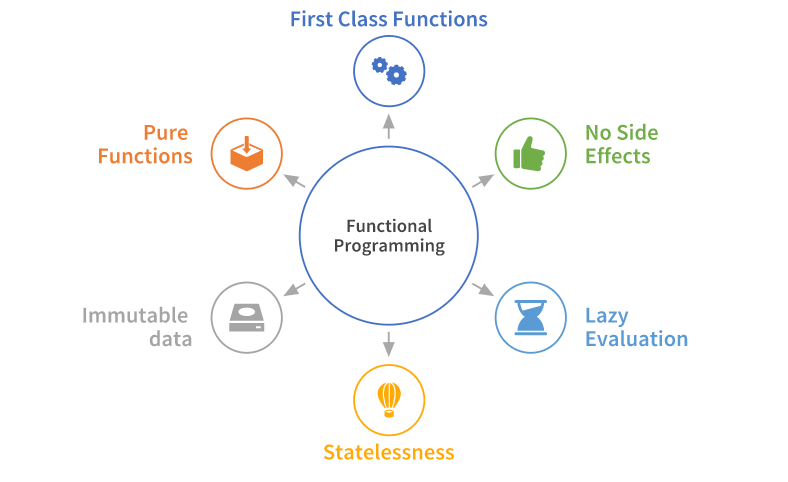 First Class Functions
Pure
Functions
No Side
Effects
Functional
Programming
Immutable
data
Lazy
Evaluation
Statelessness